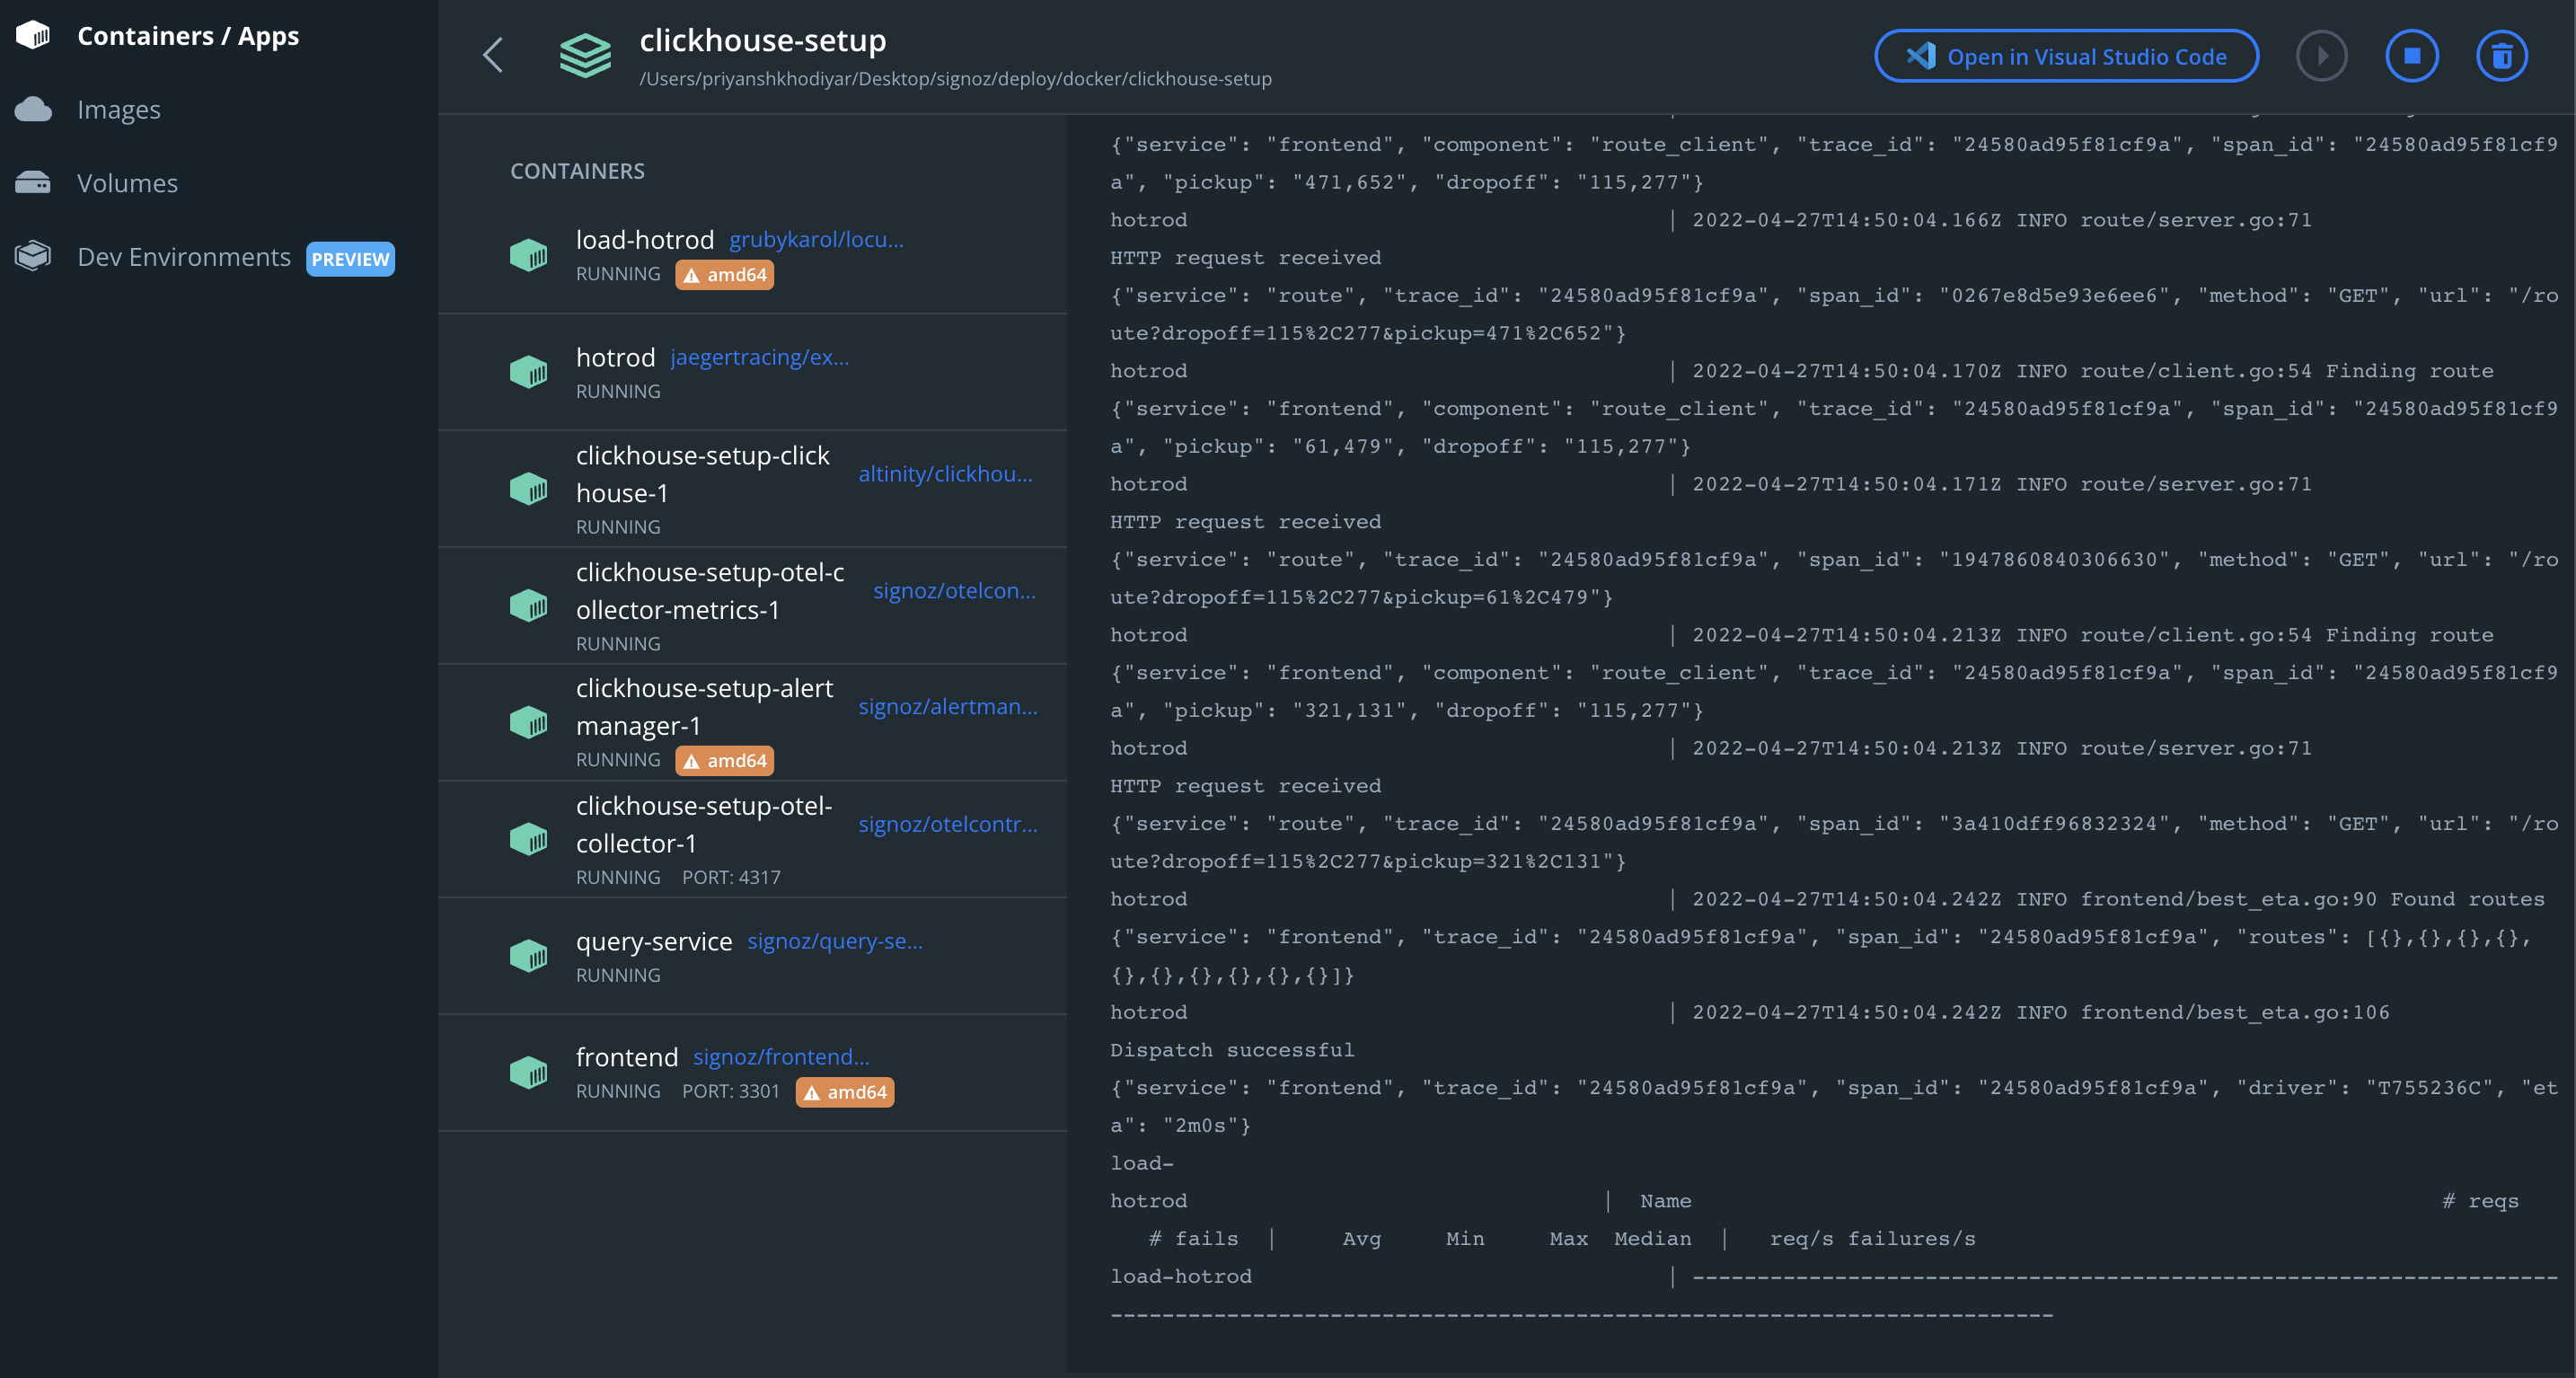 Containers / Apps
Images
Volumes
Dev Environments PREVIEW
clickhouse-setup
/Users/priyanshkhodiyar/Desktop/signoz/deploy/docker/clickhouse-setup
Open in Visual Studio Code
CONTAINERS
load-hotrod grubykarol/locu...
RUNNING amd64
hotrod jaegertracing/ex...
RUNNING
clickhouse-setup-click
house-1
altinity/clickhou...
RUNNING
clickhouse-setup-otel-c
ollector-metrics-1
signoz/otelcon...
RUNNING
clickhouse-setup-alert
manager-1
signoz/alertman...
RUNNING amd64
clickhouse-setup-otel-
collector-1
signoz/otelcontr...
RUNNING PORT: 4317
query-service signoz/query-se...
RUNNING
frontend signoz/frontend...
RUNNING PORT: 3301 amd64
{"service": "frontend", "component": "route_client", "trace_id": "24580ad95f81cf9a", "span_id": "24580ad95f81cf9
a", "pickup": "471,652", "dropoff": "115,277"}
hotrod | 2022-04-27T14:50:04.166Z INFO route/server.go:71
HTTP request received
{"service": "route", "trace_id": "24580ad95f81cf9a", "span_id": "0267e8d5e93e6ee6", "method": "GET", "url": "/ro
ute?dropoff=115%2C277&pickup=471%2C652"}
hotrod | 2022-04-27T14:50:04.170Z INFO route/client.go:54 Finding route
{"service": "frontend", "component": "route_client", "trace_id": "24580ad95f81cf9a", "span_id": "24580ad95f81cf9
a", "pickup": "61,479", "dropoff": "115,277"}
hotrod | 2022-04-27T14:50:04.171Z INFO route/server.go:71
HTTP request received
{"service": "route", "trace_id": "24580ad95f81cf9a", "span_id": "1947860840306630", "method": "GET", "url": "/ro
ute?dropoff=115%2C277&pickup=61%2C479"}
hotrod | 2022-04-27T14:50:04.213Z INFO route/client.go:54 Finding route
{"service": "frontend", "component": "route_client", "trace_id": "24580ad95f81cf9a", "span_id": "24580ad95f81cf9
a", "pickup": "321,131", "dropoff": "115,277"}
hotrod | 2022-04-27T14:50:04.213Z INFO route/server.go:71
HTTP request received
{"service": "route", "trace_id": "24580ad95f81cf9a", "span_id": "3a410dff96832324", "method": "GET", "url": "/ro
ute?dropoff=115%2C277&pickup=321%2C131"}
hotrod | 2022-04-27T14:50:04.242Z INFO frontend/best_eta.go:90 Found routes
{"service": "frontend", "trace_id": "24580ad95f81cf9a", "span_id": "24580ad95f81cf9a", "routes": [{},{},{},{},
{},{},{},{},{},{}]}
hotrod | 2022-04-27T14:50:04.242Z INFO frontend/best_eta.go:106
Dispatch successful
{"service": "frontend", "trace_id": "24580ad95f81cf9a", "span_id": "24580ad95f81cf9a", "driver": "T755236C", "et
a": "2m0s"}
load-
hotrod | Name # reqs
# fails | Avg Min Max Median | req/s failures/s
load-hotrod | -------------------------------------------------------------------
-------------------------------------------------------------------------